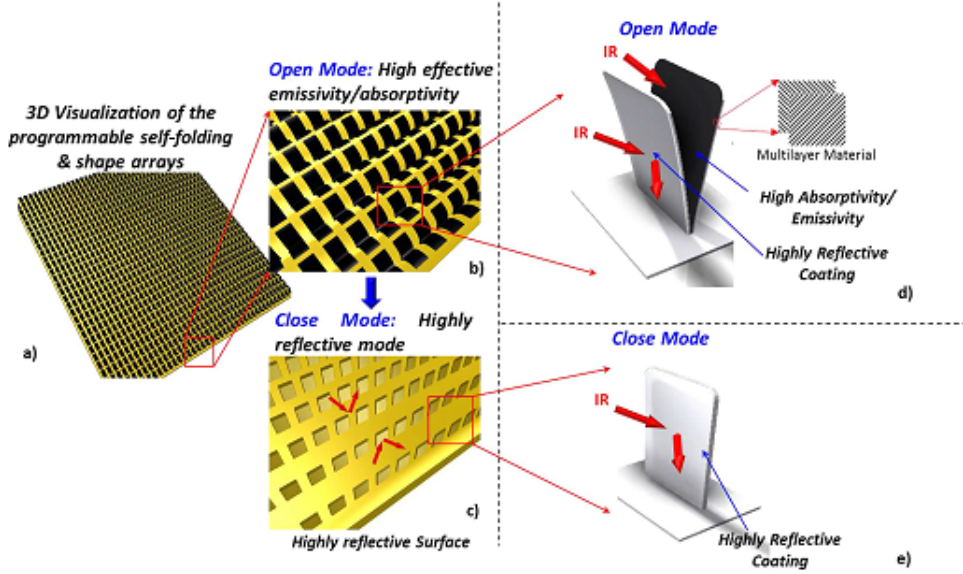 3D Visualization of the
programmable self-folding
& shape arrays
a)
Open Mode: High effective
emissivity/absorptivity
b)
Close Mode: Highly
reflective mode
c)
Highly reflective Surface
Open Mode
IR
IR
Multilayer Material
High Absorptivity/
Emissivity
Highly Reflective
Coating
d)
Close Mode
IR
Highly Reflective
Coating
e)